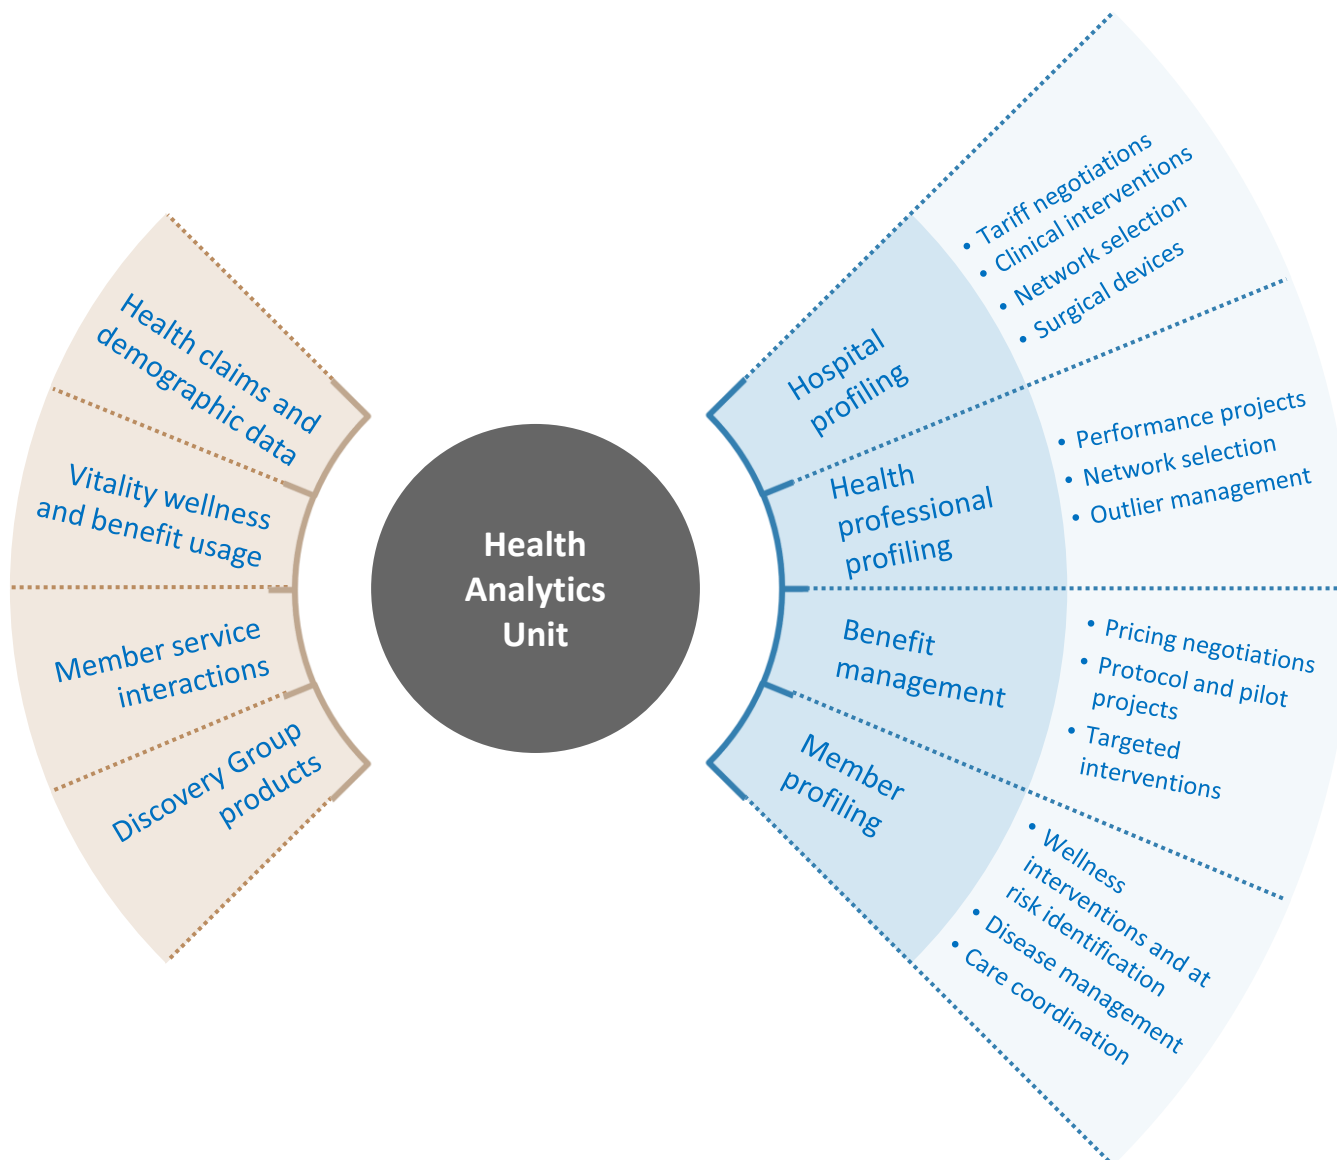 Health claims and
demographic data
Vitality wellness
and benefit usage
Member service
interactions
Discovery Group
products
Health
Analytics
Unit
Hospital
profiling
• Tariff negotiations
• Clinical interventions
• Network selection
• Surgical devices
Health
professional
profiling
• Performance projects
• Network selection
• Outlier management
Benefit
management
• Pricing negotiations
• Protocol and pilot
projects
• Targeted
interventions
Member
profiling
• Wellness
interventions and at
risk identification
• Disease management
• Care coordination